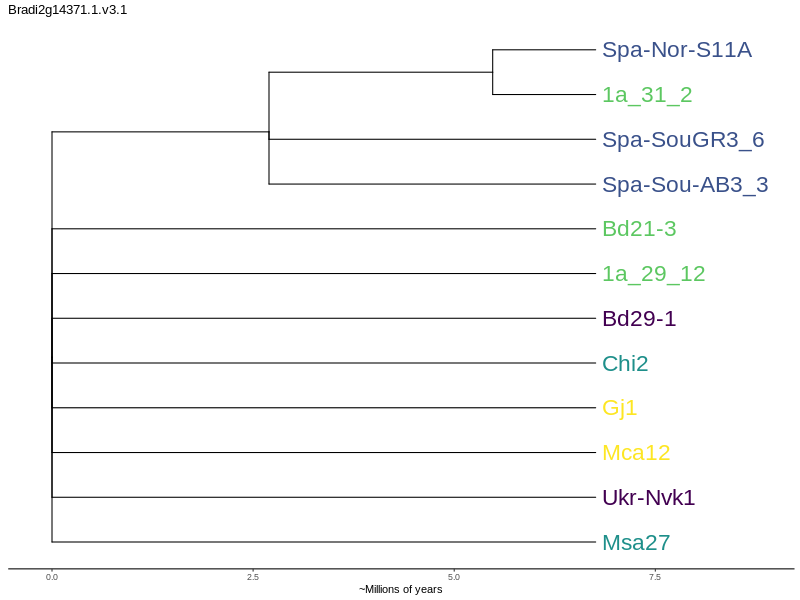 Bradi2g14371.1.v3.1
Spa-Nor-S11A
1a_31_2
Spa-SouGR3_6
Spa-Sou-AB3_3
Bd21-3
1a_29_12
Bd29-1
Chi2
Gj1
Mca12
Ukr-Nvk1
Msa27
0.0 2.5 5.0 7.5
~Millions of years